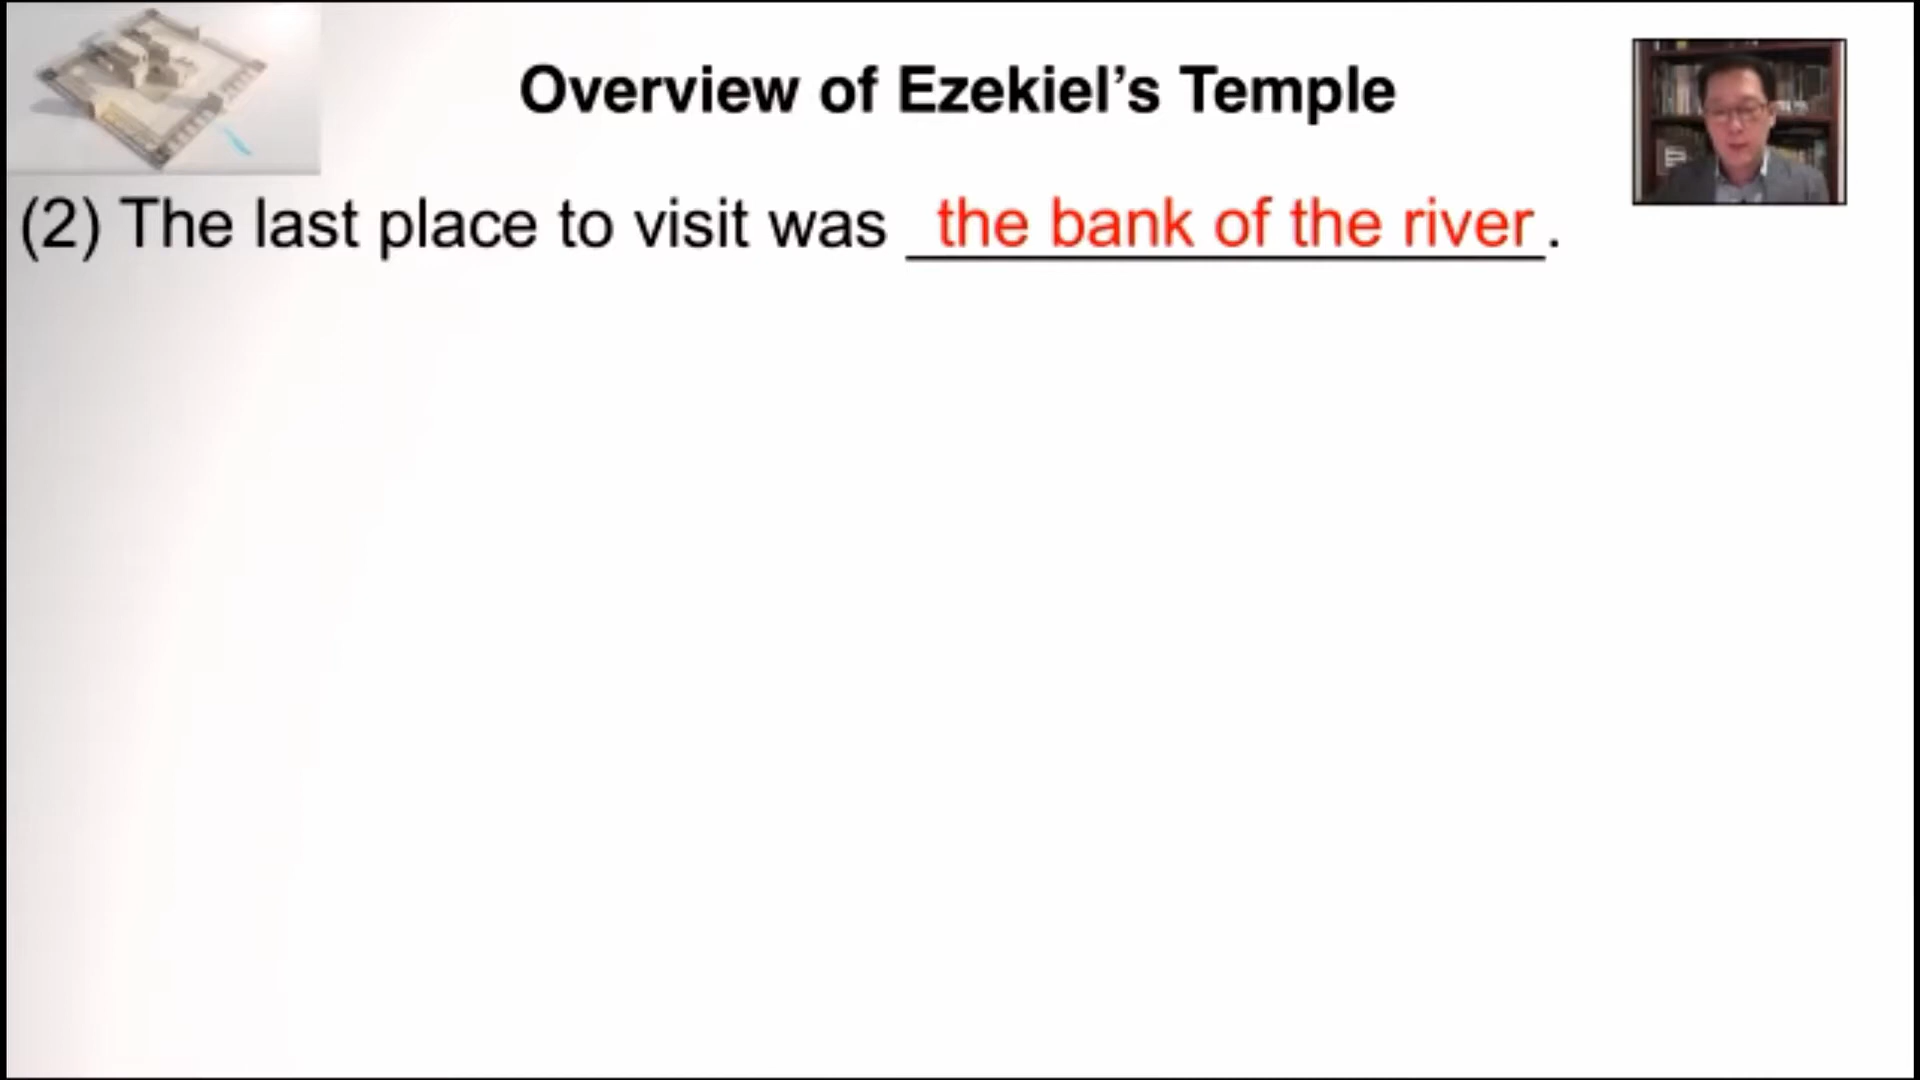 Overview of Ezekiel’s Temple
(2) The last place to visit was the bank of the river.